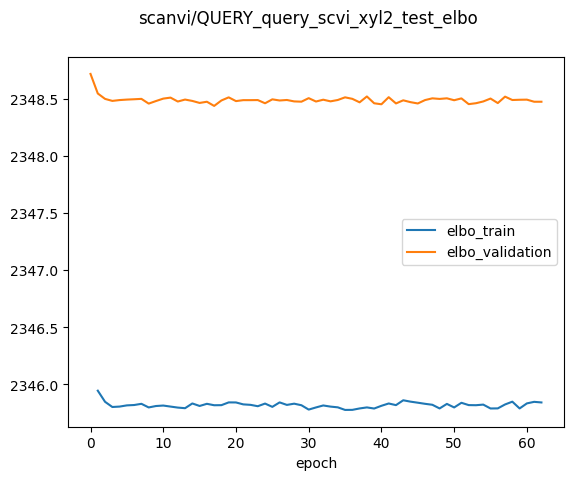 scanvi/QUERY_query_scvi_xyl2_test_elbo
2348.5
2348.0
2347.5
2347.0
2346.5
2346.0
elbo_train
elbo_validation
0 10 20 30 40 50 60
epoch